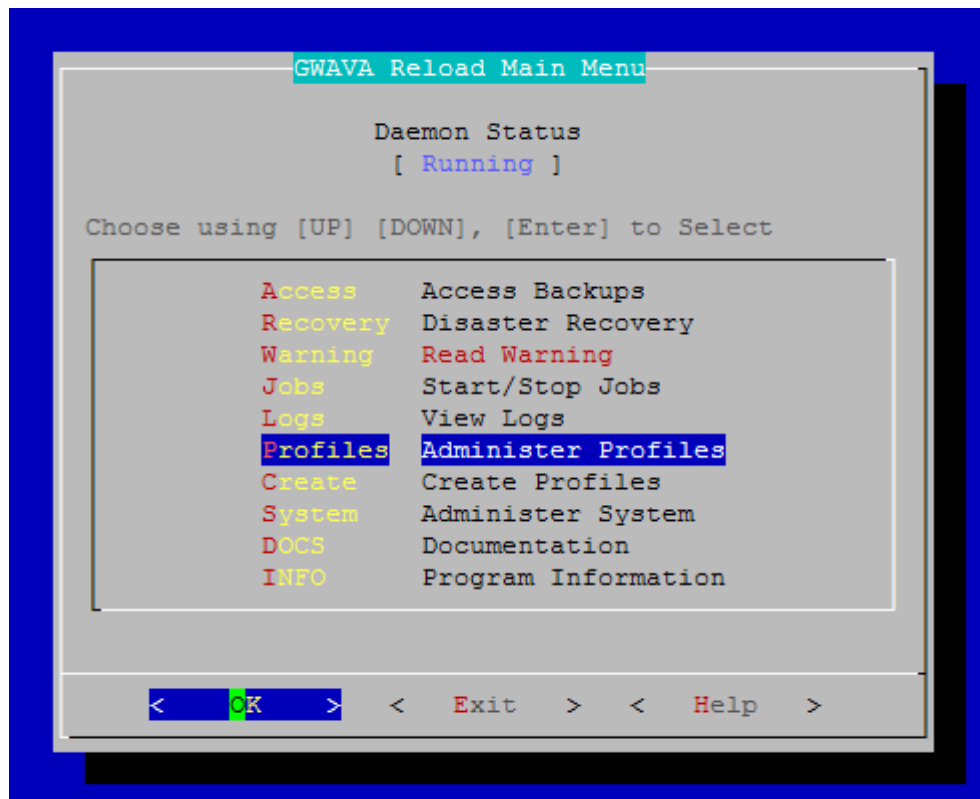 GWAVA Reload Main Menu
Daemon Status
[ Running ]
Choose using [UP] [DOWN], [Enter] to Select
Access Access Backups
Recovery Disaster Recovery
Warning Read Warning
Jobs Start/Stop Jobs
Logs View Logs
Profiles Administer Profiles
Create Create Profiles
System Administer System
DOCS Documentation
INFO Program Information
< OK > < Exit > < Help >